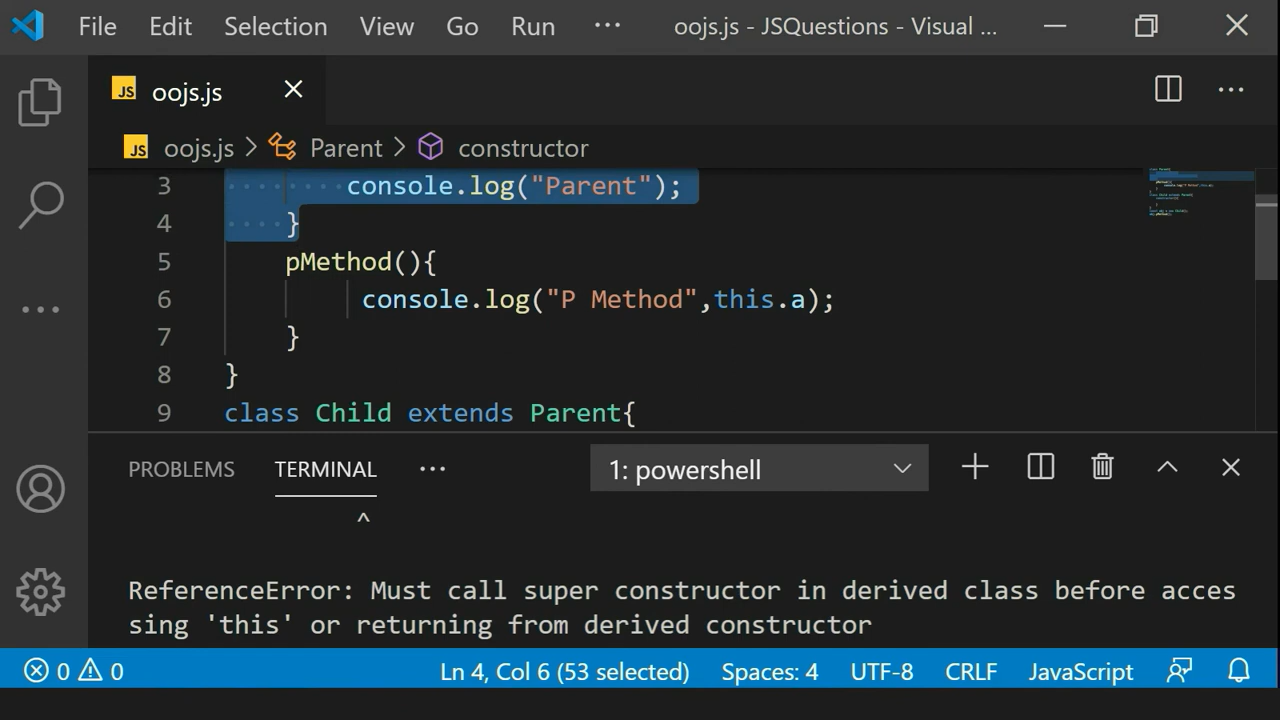 File Edit Selection View Go Run ··· oojs.js - JSQuestions - Visual ...
JS oojs.js
JS oojs.js > Parent > constructor
3 console.log("Parent");
4 }
5 pMethod(){
6 console.log("P Method",this.a);
7 }
8 }
9 class Child extends Parent{
PROBLEMS TERMINAL ··· 1: powershell
^
ReferenceError: Must call super constructor in derived class before acces
sing 'this' or returning from derived constructor
0 0 Ln 4, Col 6 (53 selected) Spaces: 4 UTF-8 CRLF JavaScript